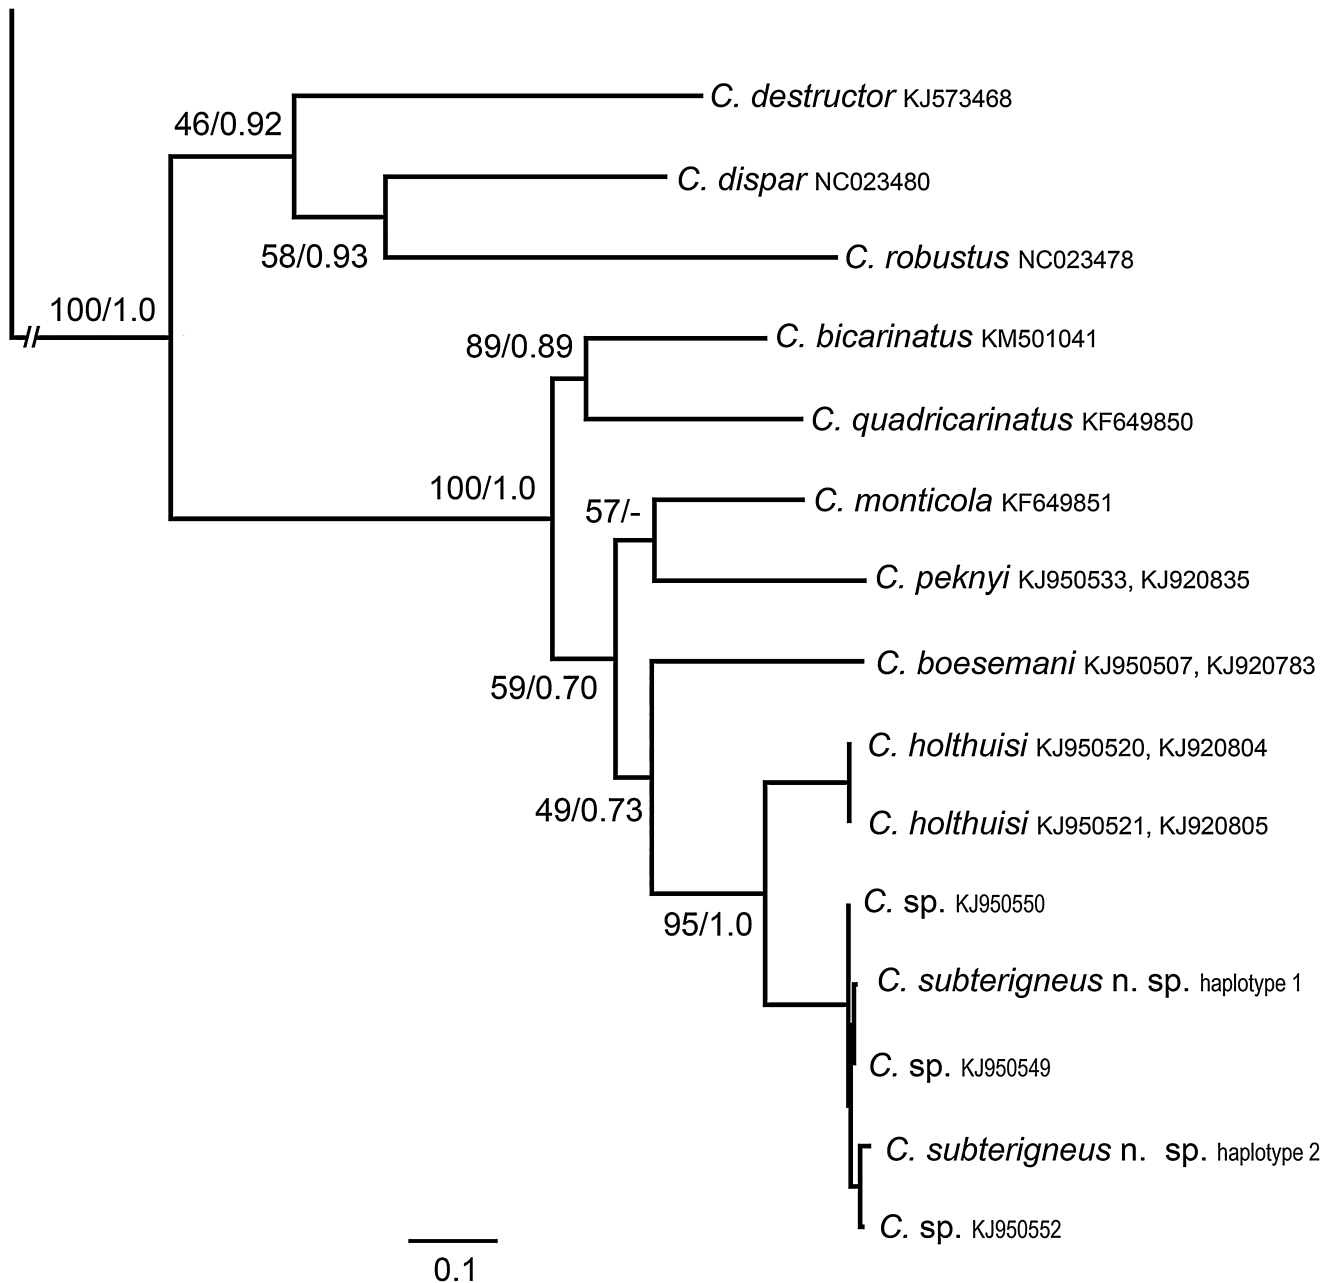 C. destructor KJ573468
46/0.92
C. dispar NC023480
58/0.93
C. robustus NC023478
100/1.0
C. bicarinatus KM501041
89/0.89
C. quadricarinatus KF649850
100/1.0
C. monticola KF649851
57/-
C. peknyi KJ950533, KJ920835
C. boesemani KJ950507, KJ920783
59/0.70
C. holthuisi KJ950520, KJ920804
49/0.73
C. holthuisi KJ950521, KJ920805
C. sp. KJ950550
95/1.0
C. subterigneus n. sp. haplotype 1
C. sp. KJ950549
C. subterigneus n. sp. haplotype 2
C. sp. KJ950552
0.1